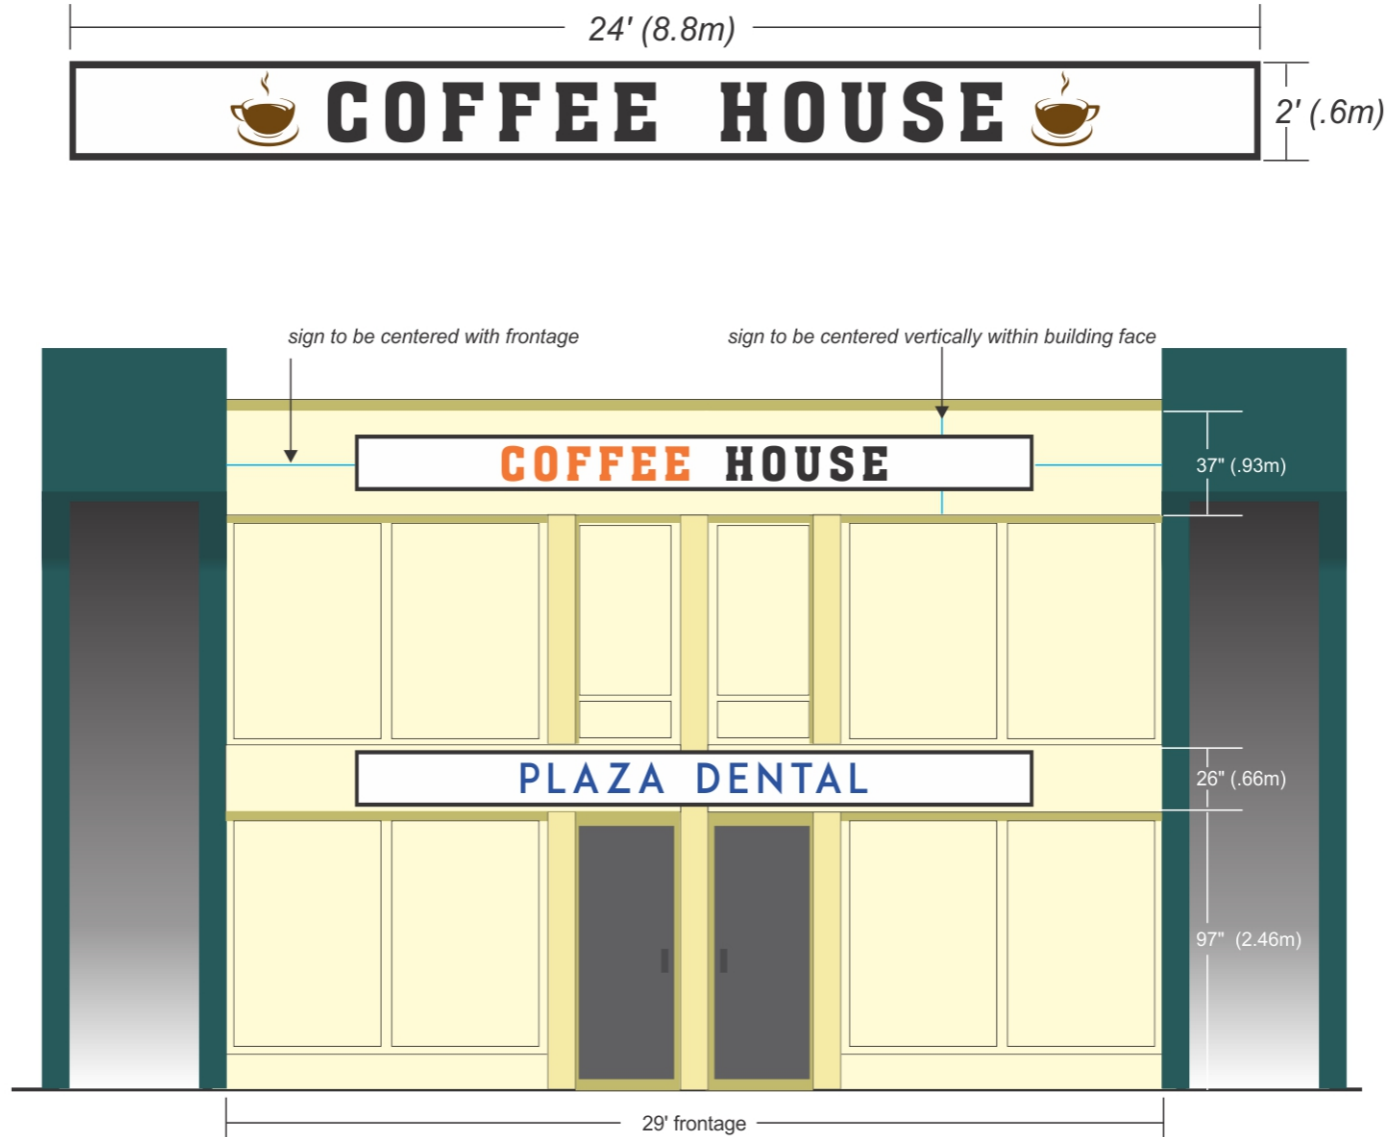 24' (8.8m)
COFFEE HOUSE
2' (.6m)
sign to be centered with frontage
sign to be centered vertically within building face
COFFEE HOUSE
37" (.93m)
PLAZA DENTAL
26" (.66m)
97" (2.46m)
29' frontage